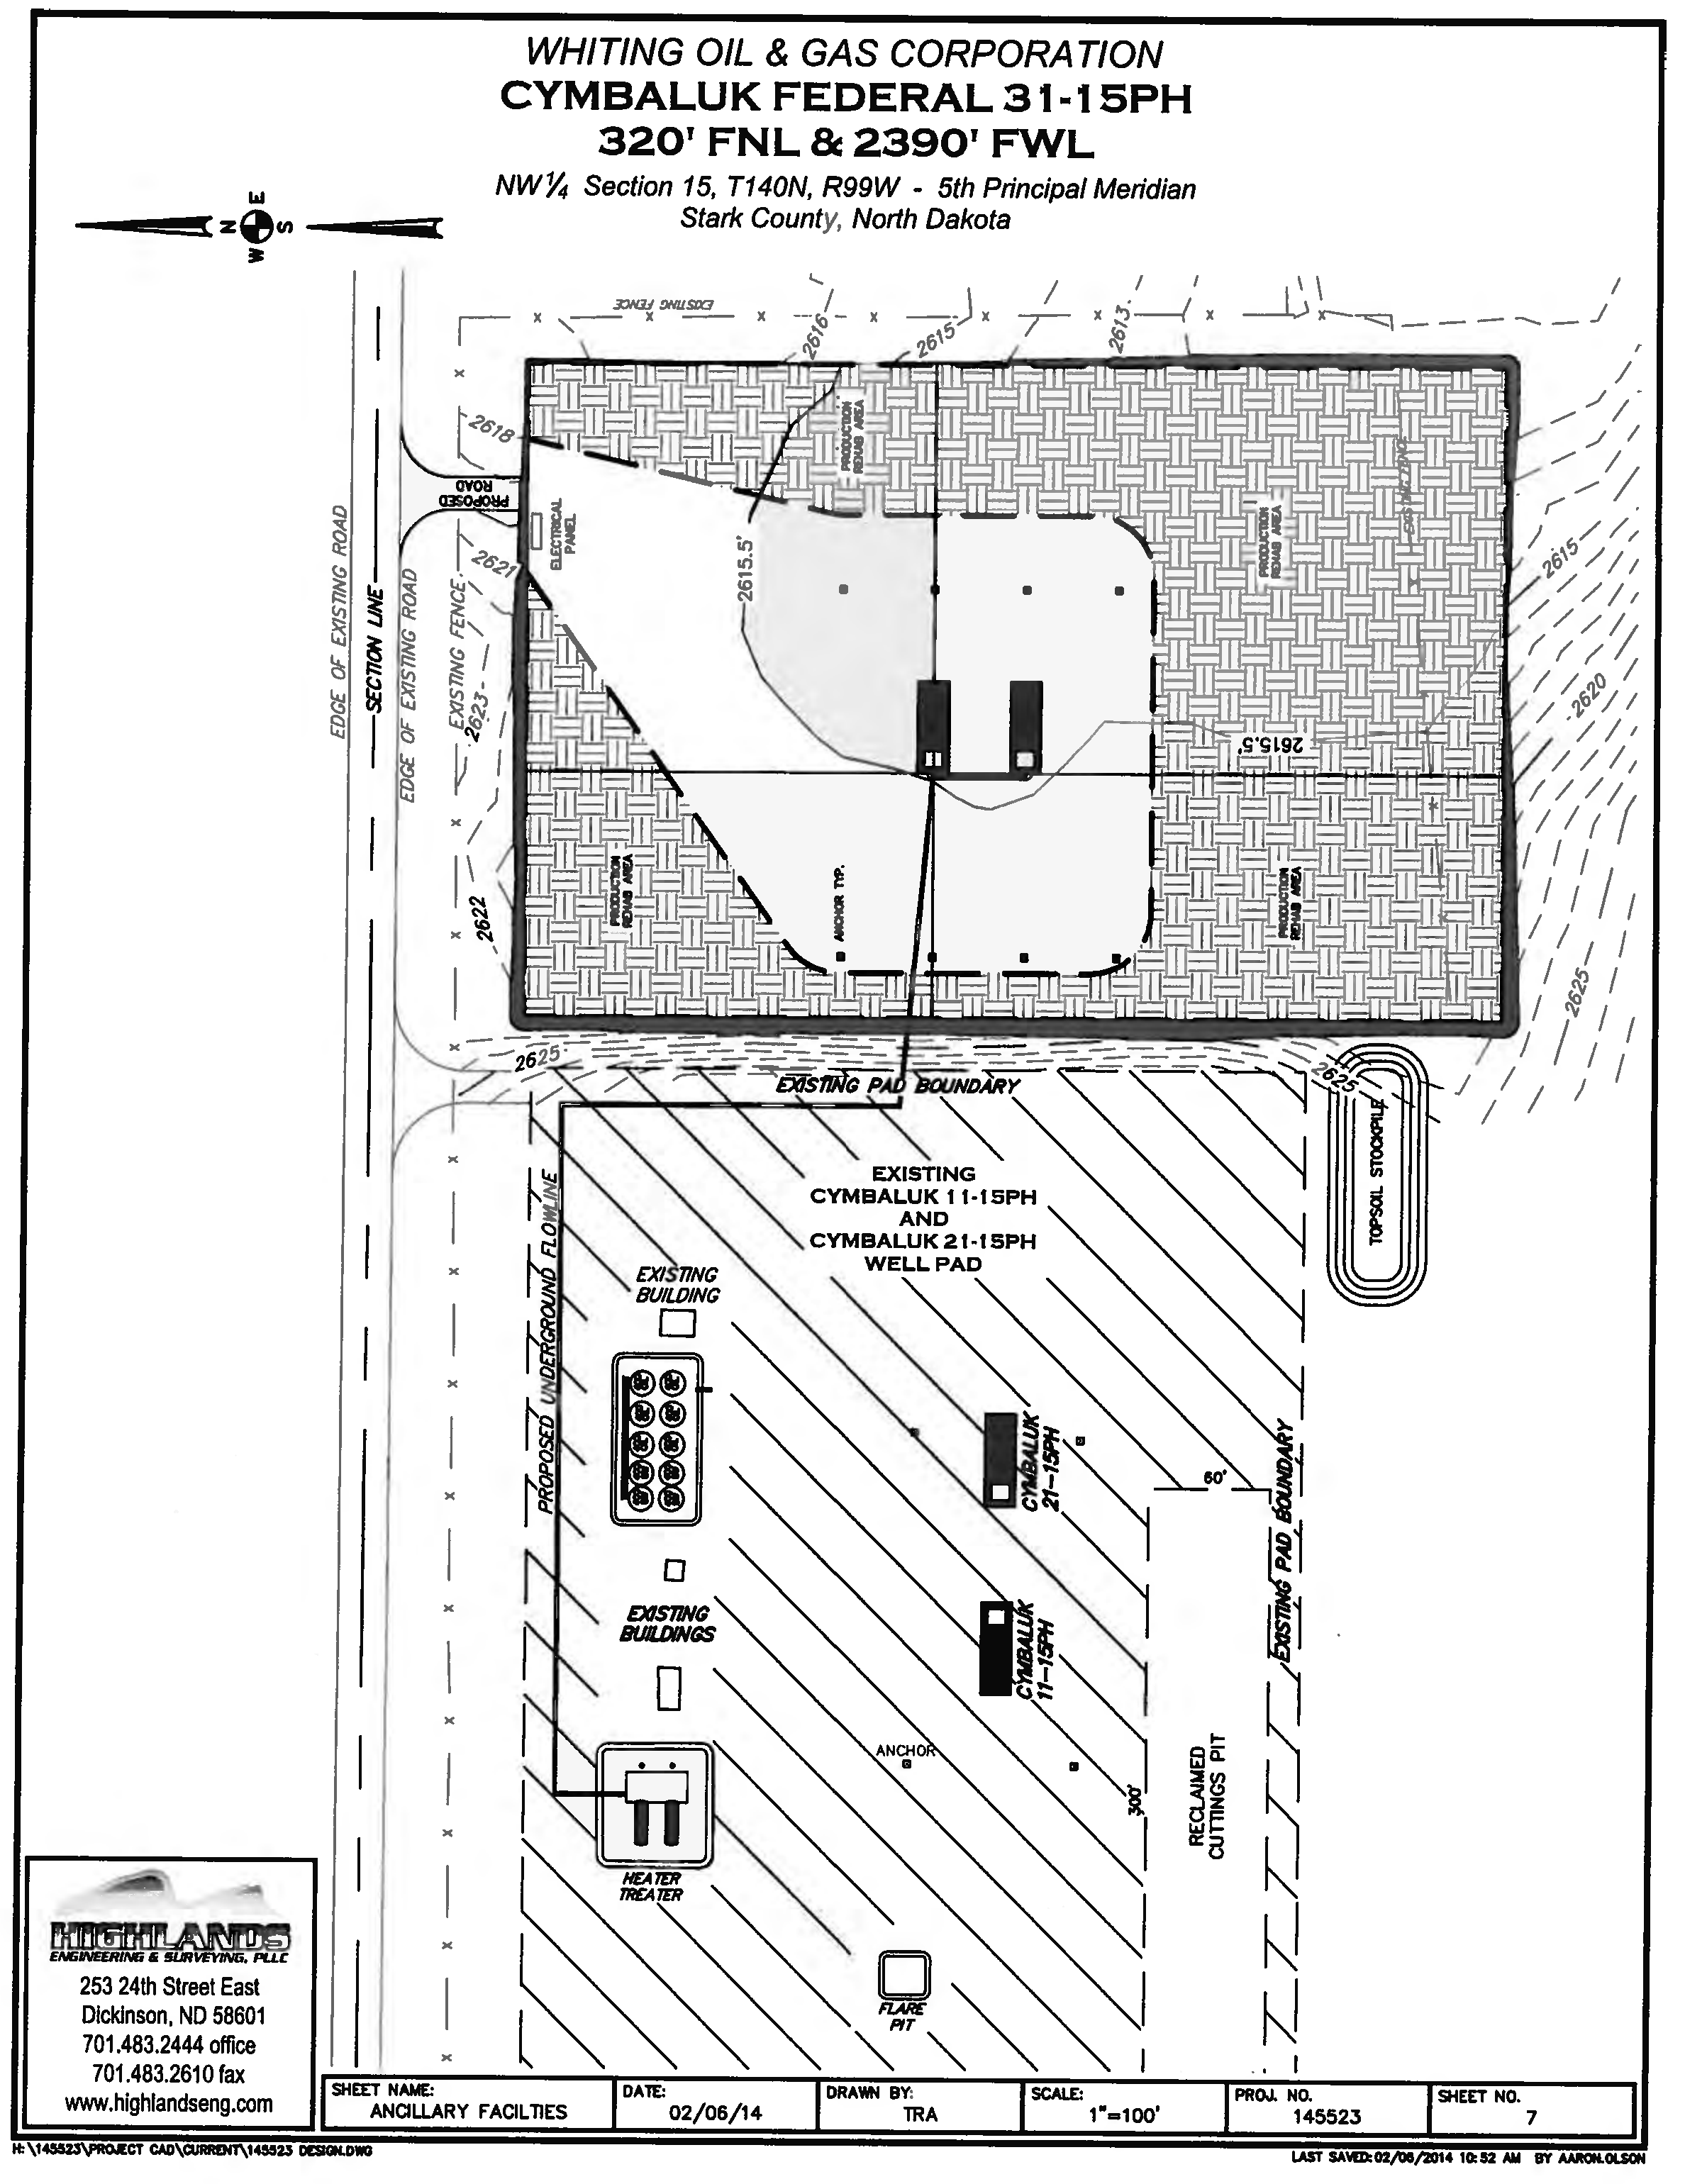 WHITING OIL & GAS CORPORATION
CYMBALUK FEDERAL 31-15PH
320' FNL & 2390' FWL
NW 1/4 Section 15, T140N, R99W - 5th Principal Meridian
Stark County, North Dakota
N
E
S
W
EXISTING FENCE
2616
2615
2613
2618
PROPOSED
ROAD
ELECTRICAL
PANEL
PRODUCTION
REHAB AREA
PRODUCTION
REHAB AREA
EXISTING FENCE
2621
2615.5'
2615
EDGE OF EXISTING ROAD
SECTION LINE
EDGE OF EXISTING ROAD
EXISTING FENCE
2623
2620
2615.5'
PRODUCTION
REHAB AREA
ANCHOR TYP.
PRODUCTION
REHAB AREA
2622
2625
2625
2625
EXISTING PAD BOUNDARY
TOPSOIL STOCKPILE
EXISTING
CYMBALUK 11-15PH
AND
CYMBALUK 21-15PH
WELL PAD
PROPOSED UNDERGROUND FLOWLINE
EXISTING
BUILDING
CYMBALUK
21-15PH
60'
EXISTING PAD BOUNDARY
EXISTING
BUILDINGS
CYMBALUK
11-15PH
ANCHOR
300'
RECLAIMED
CUTTINGS PIT
HEATER
TREATER
FLARE
PIT
HIGHLANDS
ENGINEERING & SURVEYING, PLLC
253 24th Street East
Dickinson, ND 58601
701.483.2444 office
701.483.2610 fax
www.highlandseng.com
SHEET NAME:
ANCILLARY FACILTIES
DATE:
02/06/14
DRAWN BY:
TRA
SCALE:
1"=100'
PROJ. NO.
145523
SHEET NO.
7
H:\145523\PROJECT CAD\CURRENT\145523 DESIGN.DWG
LAST SAVED: 02/06/2014 10:52 AM BY AARON.OLSON